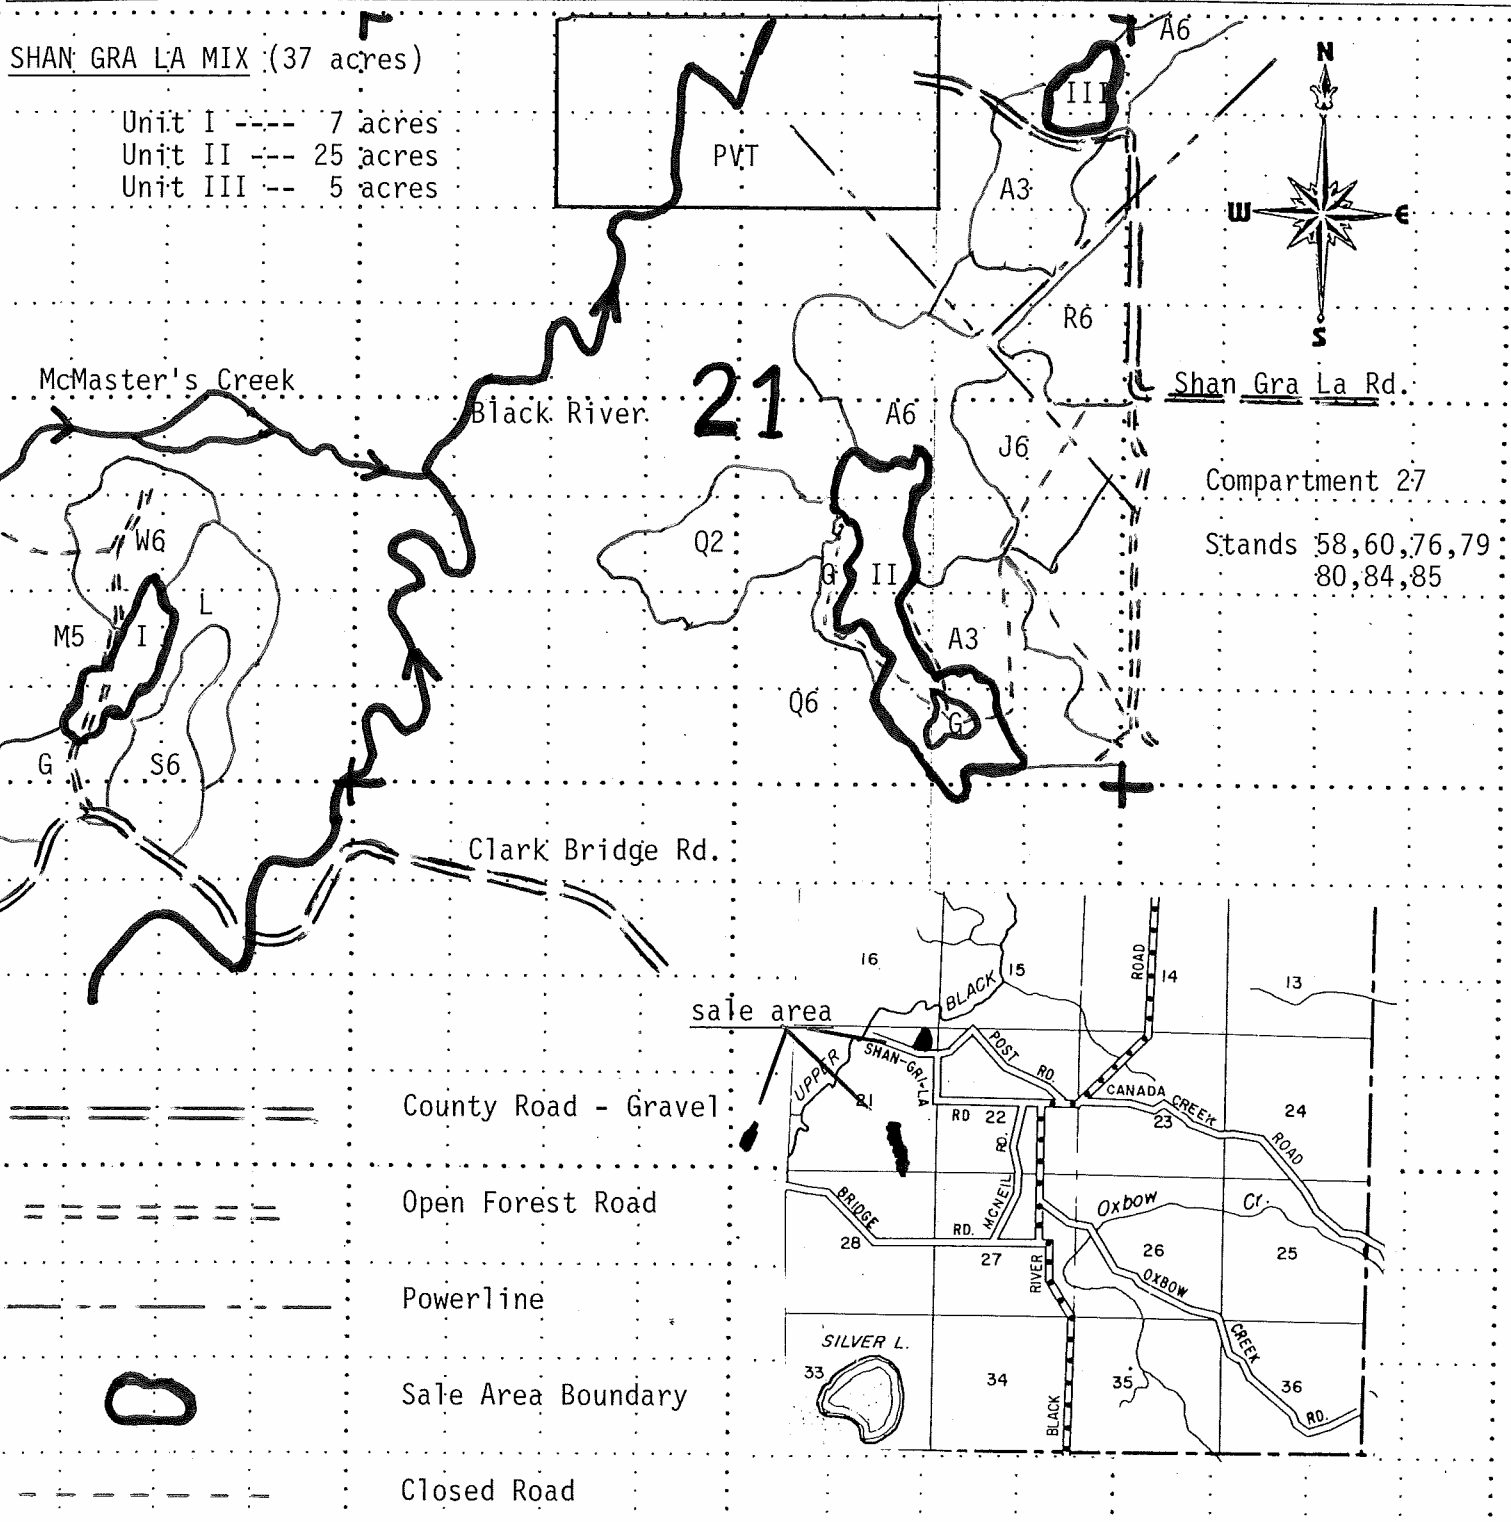 SHAN GRA LA MIX (37 acres)
Unit I ---- 7 acres
Unit II --- 25 acres
Unit III -- 5 acres
PVT
A6
III
A3
N
W
E
S
R6
McMaster's Creek
Black River
21
A6
J6
Shan Gra La Rd.
Compartment 27
Stands 58,60,76,79
80,84,85
W6
Q2
G
II
L
M5
I
A3
Q6
G
G
S6
Clark Bridge Rd.
sale area
16
15
BLACK
ROAD
14
13
UPPER
SHAN-GRI-LA
POST
RD.
21
RD
22
RD.
MCNEIL
CANADA CREEK
23
24
ROAD
BRIDGE
RD.
28
27
RIVER
Oxbow Cr.
26
25
OXBOW
CREEK
RD.
SILVER L.
33
34
35
36
BLACK
County Road - Gravel
Open Forest Road
Powerline
Sale Area Boundary
Closed Road